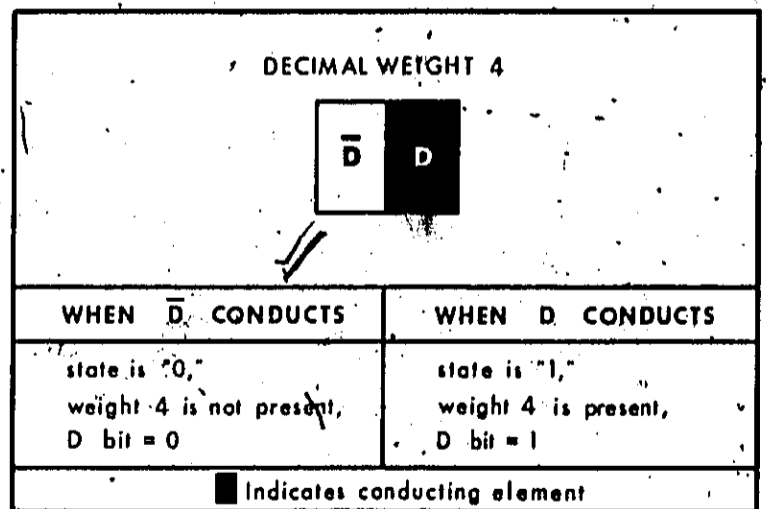 DECIMAL WEIGHT 4
D̅ D
WHEN D̅ CONDUCTS
WHEN D CONDUCTS
state is "0,"
weight 4 is not present,
D bit = 0
state is "1,"
weight 4 is present,
D bit = 1
Indicates conducting element